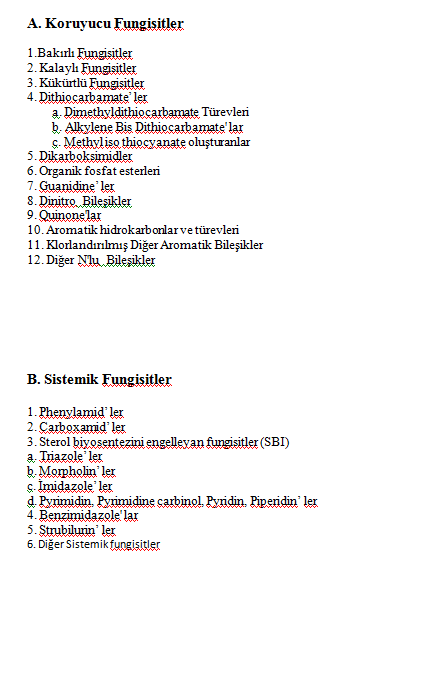 A. Koruyucu Fungisitler
1.Bakırlı Fungisitler
2. Kalaylı Fungisitler
3. Kükürtlü Fungisitler
4. Dithiocarbamate’ ler
a. Dimethyldithiocarbamate Türevleri
b. Alkylene Bis Dithiocarbamate'lar
c. Methyl iso thiocyanate oluşturanlar
5. Dikarboksimidler
6. Organik fosfat esterleri
7. Guanidine’ ler
8. Dinitro Bileşikler
9. Quinone'lar
10. Aromatik hidrokarbonlar ve türevleri
11. Klorlandırılmış Diğer Aromatik Bileşikler
12. Diğer N'lu Bileşikler
B. Sistemik Fungisitler
1. Phenylamid’ ler
2. Carboxamid’ ler
3. Sterol biyosentezini engelleyan fungisitler (SBI)
a. Triazole’ ler
b. Morpholin’ ler
c. Imidazole’ ler
d. Pyrimidin, Pyrimidine carbinol, Pyridin, Piperidin’ ler
4. Benzimidazole'lar
5. Strubilurin’ ler
6. Diğer Sistemik fungisitler